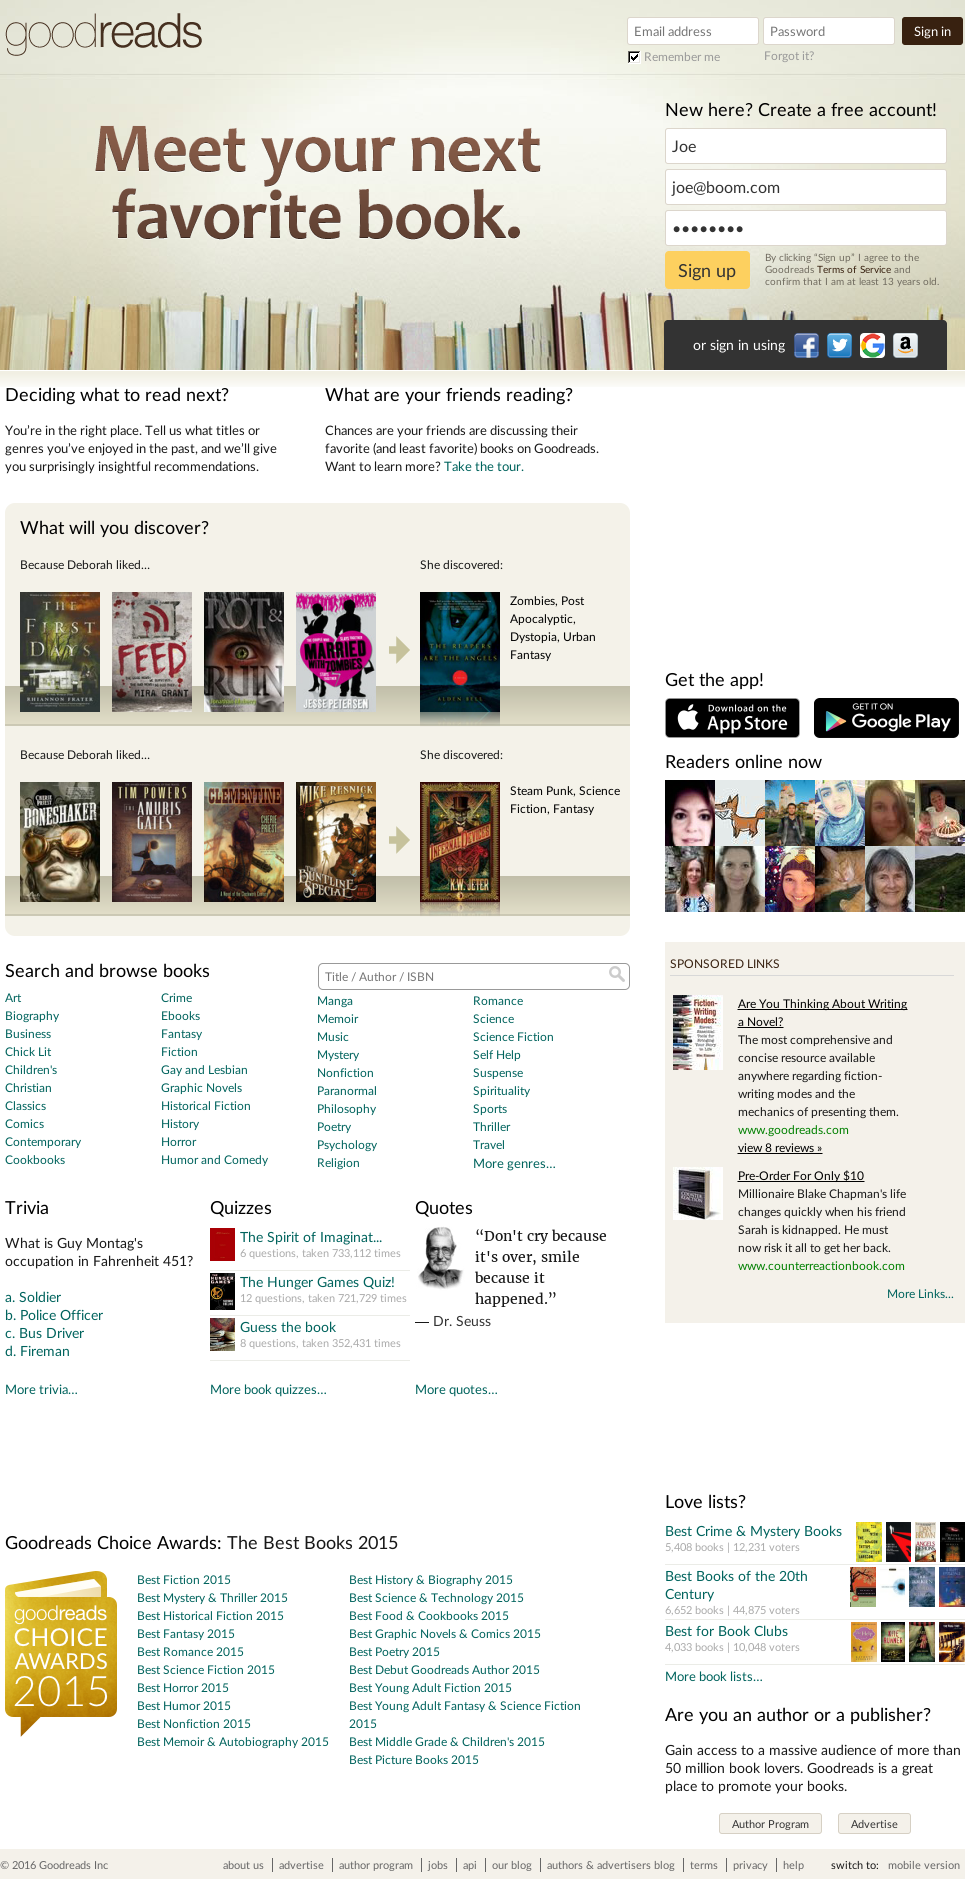 goodreads
Email address
Password
Sign in
Remember me
Forgot it?
Meet your next
favorite book.
New here? Create a free account!
Joe
joe@boom.com
••••••••
Sign up
By clicking “Sign up” I agree to the
Goodreads Terms of Service and
confirm that I am at least 13 years old.
or sign in using
Deciding what to read next?
You're in the right place. Tell us what titles or
genres you've enjoyed in the past, and we'll give
you surprisingly insightful recommendations.
What are your friends reading?
Chances are your friends are discussing their
favorite (and least favorite) books on Goodreads.
Want to learn more? Take the tour.
What will you discover?
Because Deborah liked...
She discovered:
THE
FIRST
DAYS
RHIANNON FRATER
FEED
MIRA GRANT
ROT &
RUIN
MARRIED
WITH ZOMBIES
JESSE PETERSEN
THE REAPERS
ARE THE ANGELS
ALDEN BELL
Zombies, Post
Apocalyptic,
Dystopia, Urban
Fantasy
Because Deborah liked...
She discovered:
CHERIE
PRIEST
BONESHAKER
TIM POWERS
THE ANUBIS
GATES
CLEMENTINE
CHERIE
PRIEST
MIKE RESNICK
THE
BUNTLINE
SPECIAL
INFERNAL DEVICES
K.W. JETER
Steam Punk, Science
Fiction, Fantasy
Get the app!
Download on the
App Store
GET IT ON
Google Play
Readers online now
Search and browse books
Title / Author / ISBN
Art
Biography
Business
Chick Lit
Children's
Christian
Classics
Comics
Contemporary
Cookbooks
Crime
Ebooks
Fantasy
Fiction
Gay and Lesbian
Graphic Novels
Historical Fiction
History
Horror
Humor and Comedy
Manga
Memoir
Music
Mystery
Nonfiction
Paranormal
Philosophy
Poetry
Psychology
Religion
Romance
Science
Science Fiction
Self Help
Suspense
Spirituality
Sports
Thriller
Travel
More genres...
SPONSORED LINKS
Fiction-
Writing
Modes:
Are You Thinking About Writing
a Novel?
The most comprehensive and
concise resource available
anywhere regarding fiction-
writing modes and the
mechanics of presenting them.
www.goodreads.com
view 8 reviews »
COUNTER
REACTION
Pre-Order For Only $10
Millionaire Blake Chapman's life
changes quickly when his friend
Sarah is kidnapped. He must
now risk it all to get her back.
www.counterreactionbook.com
More Links...
Trivia
What is Guy Montag's
occupation in Fahrenheit 451?
a. Soldier
b. Police Officer
c. Bus Driver
d. Fireman
More trivia...
Quizzes
The Spirit of Imaginat...
6 questions, taken 733,112 times
The Hunger Games Quiz!
12 questions, taken 721,729 times
Guess the book
8 questions, taken 352,431 times
More book quizzes...
Quotes
“Don't cry because
it's over, smile
because it
happened.”
— Dr. Seuss
More quotes...
Goodreads Choice Awards: The Best Books 2015
goodreads
CHOICE
AWARDS
2015
Best Fiction 2015
Best Mystery & Thriller 2015
Best Historical Fiction 2015
Best Fantasy 2015
Best Romance 2015
Best Science Fiction 2015
Best Horror 2015
Best Humor 2015
Best Nonfiction 2015
Best Memoir & Autobiography 2015
Best History & Biography 2015
Best Science & Technology 2015
Best Food & Cookbooks 2015
Best Graphic Novels & Comics 2015
Best Poetry 2015
Best Debut Goodreads Author 2015
Best Young Adult Fiction 2015
Best Young Adult Fantasy & Science Fiction
2015
Best Middle Grade & Children's 2015
Best Picture Books 2015
Love lists?
Best Crime & Mystery Books
5,408 books | 12,231 voters
Best Books of the 20th
Century
6,652 books | 44,875 voters
Best for Book Clubs
4,033 books | 10,048 voters
More book lists...
Are you an author or a publisher?
Gain access to a massive audience of more than
50 million book lovers. Goodreads is a great
place to promote your books.
Author Program
Advertise
© 2016 Goodreads Inc
about us
advertise
author program
jobs
api
our blog
authors & advertisers blog
terms
privacy
help
switch to:
mobile version